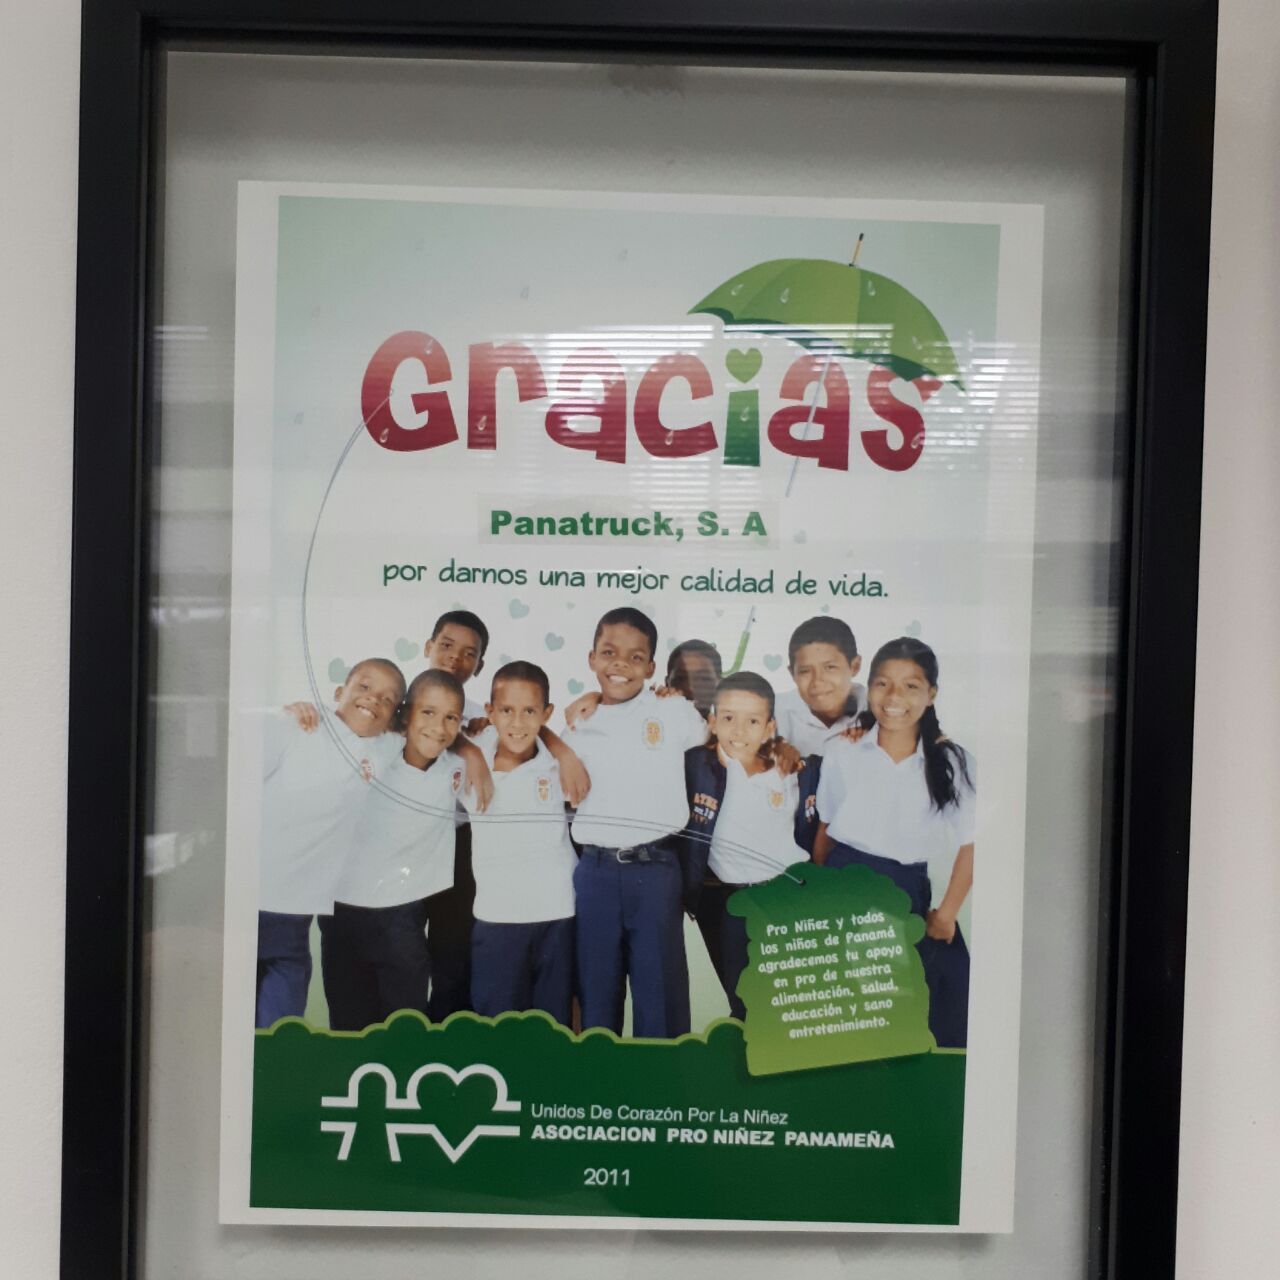 Gracias
Panatruck, S. A
por darnos una mejor calidad de vida.
Pro Niñez y todos
los niños de Panamá
agradecemos tu apoyo
en pro de nuestra
alimentación, salud,
educación y sano
entretenimiento.
Unidos De Corazón Por La Niñez
ASOCIACION PRO NIÑEZ PANAMEÑA
2011